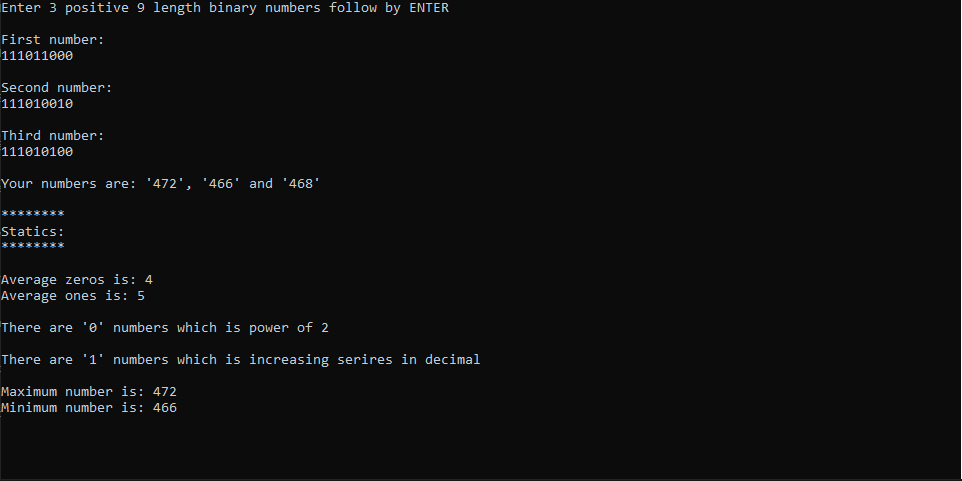 Enter 3 positive 9 length binary numbers follow by ENTER
First number:
111011000
Second number:
111010010
Third number:
111010100
Your numbers are: '472', '466' and '468'
********
Statics:
********
Average zeros is: 4
Average ones is: 5
There are '0' numbers which is power of 2
There are '1' numbers which is increasing serires in decimal
Maximum number is: 472
Minimum number is: 466